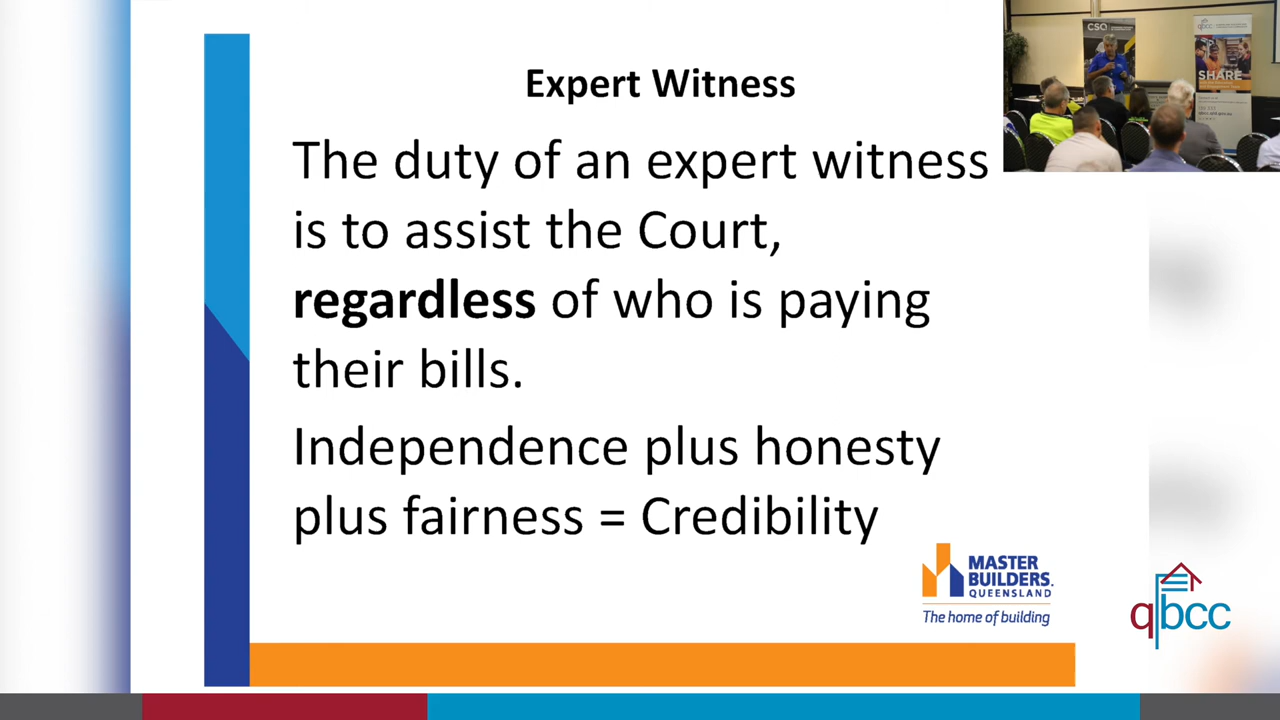 Expert Witness
The duty of an expert witness
is to assist the Court,
regardless of who is paying
their bills.
Independence plus honesty
plus fairness = Credibility
MASTER
BUILDERS.
QUEENSLAND
The home of building
qbcc
CSQ
qbcc
SHARE